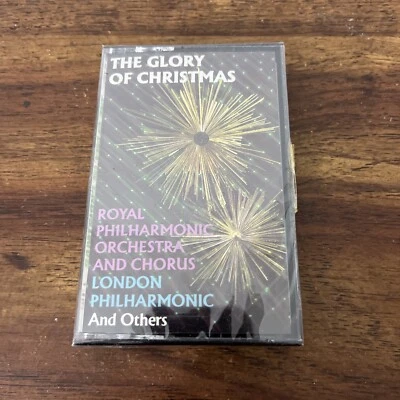 THE GLORY
OF CHRISTMAS
ROYAL
PHILHARMONIC
ORCHESTRA
AND CHORUS
LONDON
PHILHARMONIC
And Others